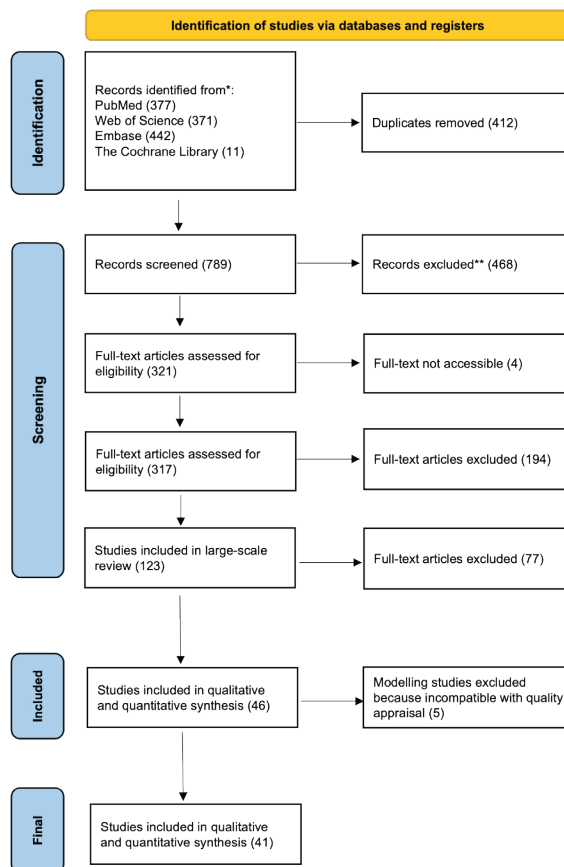 Identification of studies via databases and registers
Identification
Records identified from*:
PubMed (377)
Web of Science (371)
Embase (442)
The Cochrane Library (11)
Duplicates removed (412)
Screening
Records screened (789)
Records excluded** (468)
Full-text articles assessed for
eligibility (321)
Full-text not accessible (4)
Full-text articles assessed for
eligibility (317)
Full-text articles excluded (194)
Studies included in large-scale
review (123)
Full-text articles excluded (77)
Included
Studies included in qualitative
and quantitative synthesis (46)
Modelling studies excluded
because incompatible with quality
appraisal (5)
Final
Studies included in qualitative
and quantitative synthesis (41)